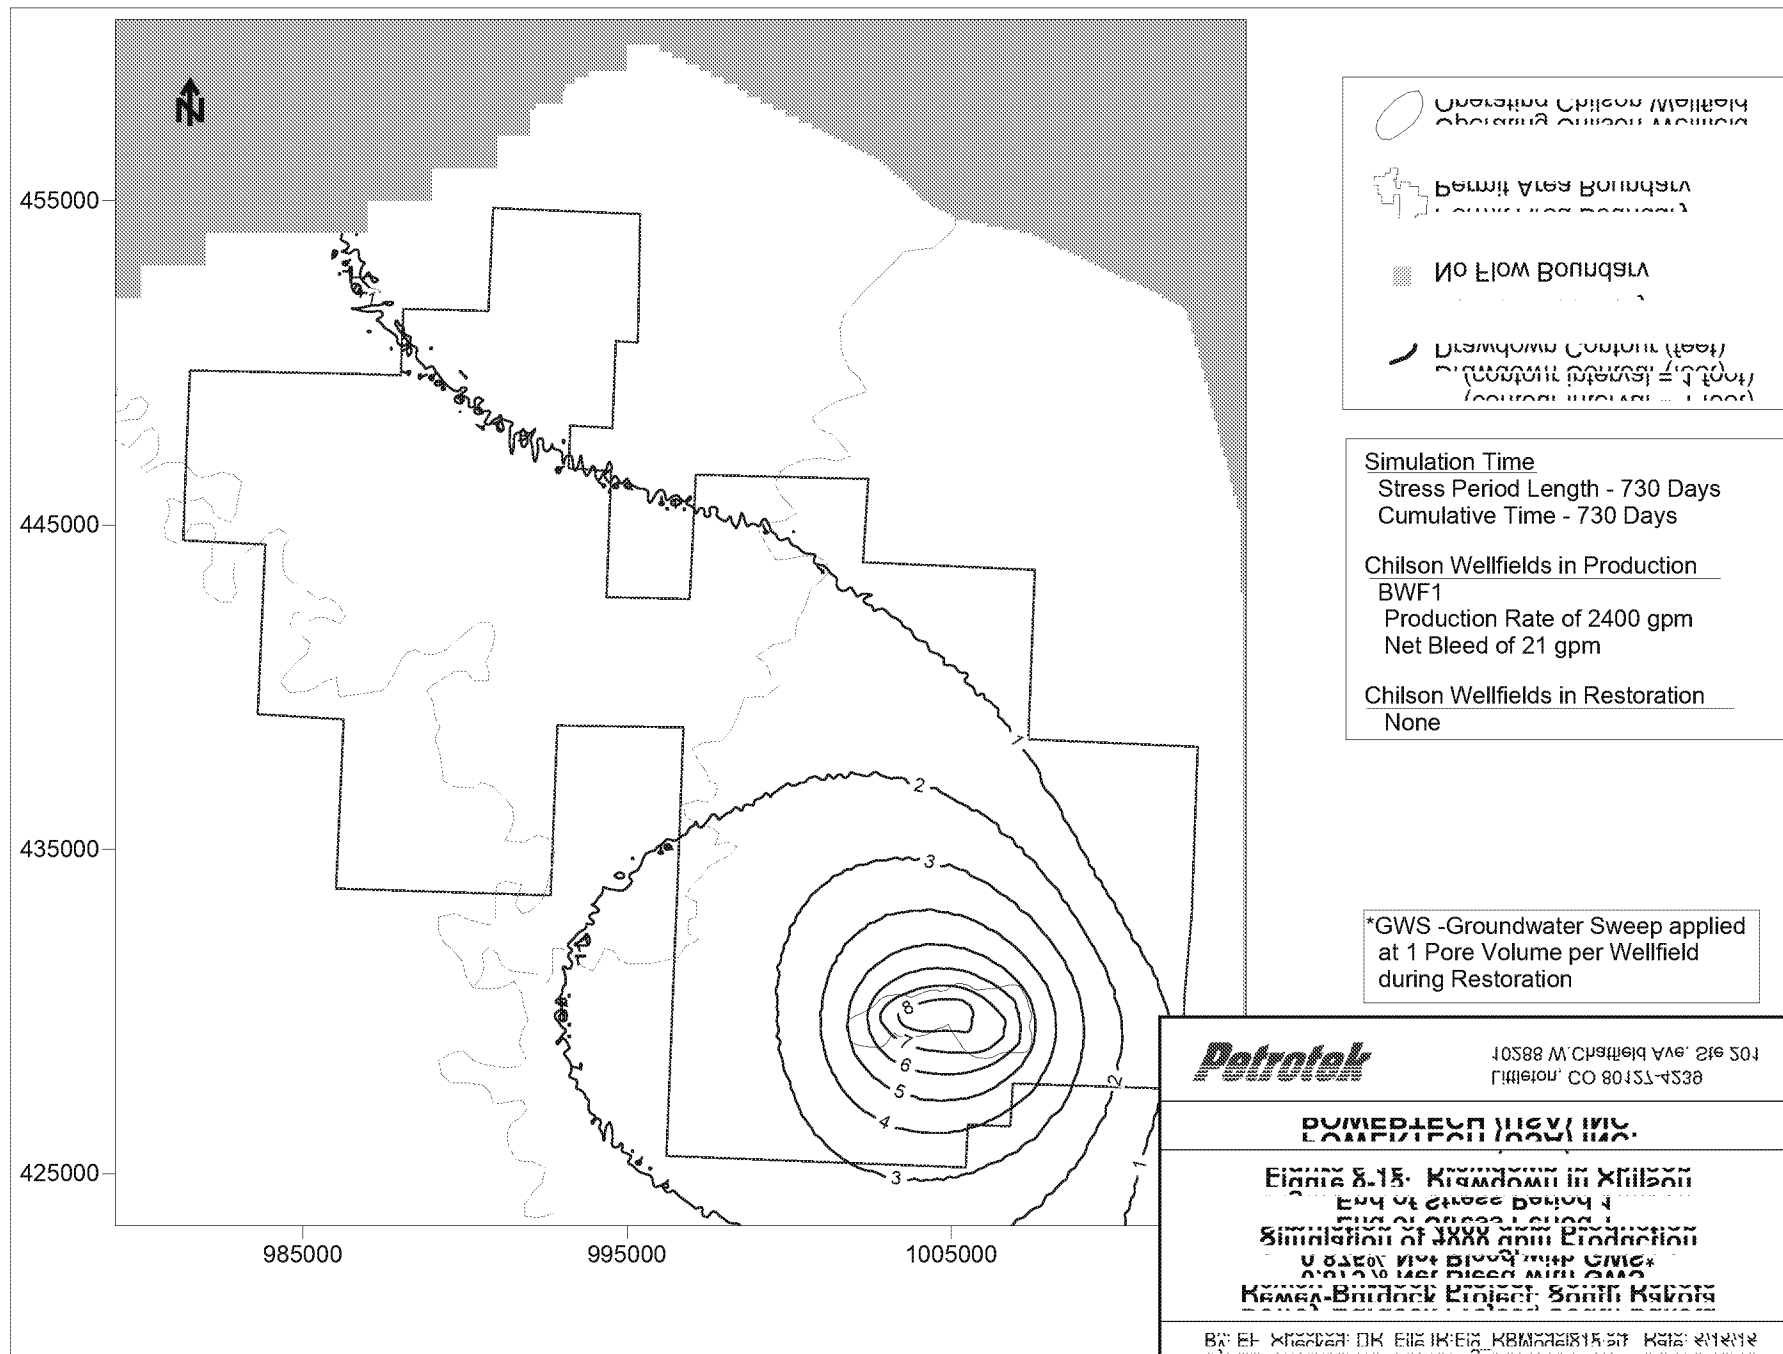 N
455000
445000
435000
425000
985000
995000
1005000
1
2
3
8
7
6
5
4
3
2
1
Operating Chilson Wellfield
Permit Area Boundary
No Flow Boundary
Drawdown Contour (feet)
(contour interval = 1 foot)
Simulation Time
Stress Period Length - 730 Days
Cumulative Time - 730 Days
Chilson Wellfields in Production
BWF1
Production Rate of 2400 gpm
Net Bleed of 21 gpm
Chilson Wellfields in Restoration
None
*GWS -Groundwater Sweep applied
at 1 Pore Volume per Wellfield
during Restoration
Petrotek
10288 W.Chatfield Ave, Ste 201
Littleton, CO 80127-4239
POWERTECH (USA) INC.
Drawdown in Chilson
End of Stress Period 1
Simulation of gpm Production
0.875% Net Bleed with GWS*
Dewey-Burdock Project, South Dakota